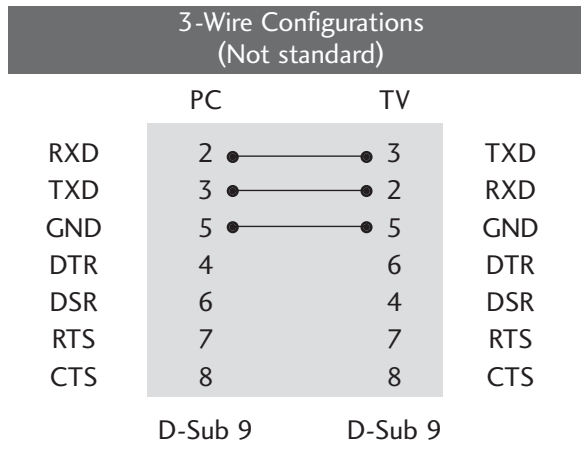 3-Wire Configurations
(Not standard)
PC TV
RXD 2 3 TXD
TXD 3 2 RXD
GND 5 5 GND
DTR 4 6 DTR
DSR 6 4 DSR
RTS 7 7 RTS
CTS 8 8 CTS
D-Sub 9 D-Sub 9